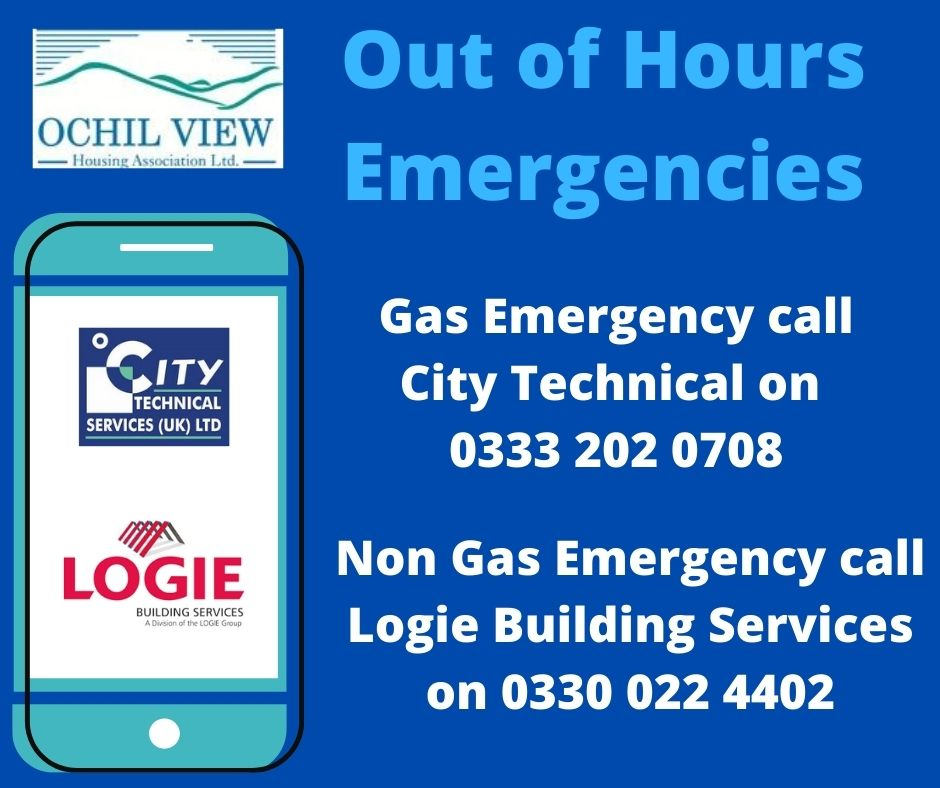 OCHIL VIEW
Housing Association Ltd.
Out of Hours
Emergencies
CITY
TECHNICAL
SERVICES (UK) LTD
LOGIE
BUILDING SERVICES
A Division of the LOGIE Group
Gas Emergency call
City Technical on
0333 202 0708
Non Gas Emergency call
Logie Building Services
on 0330 022 4402